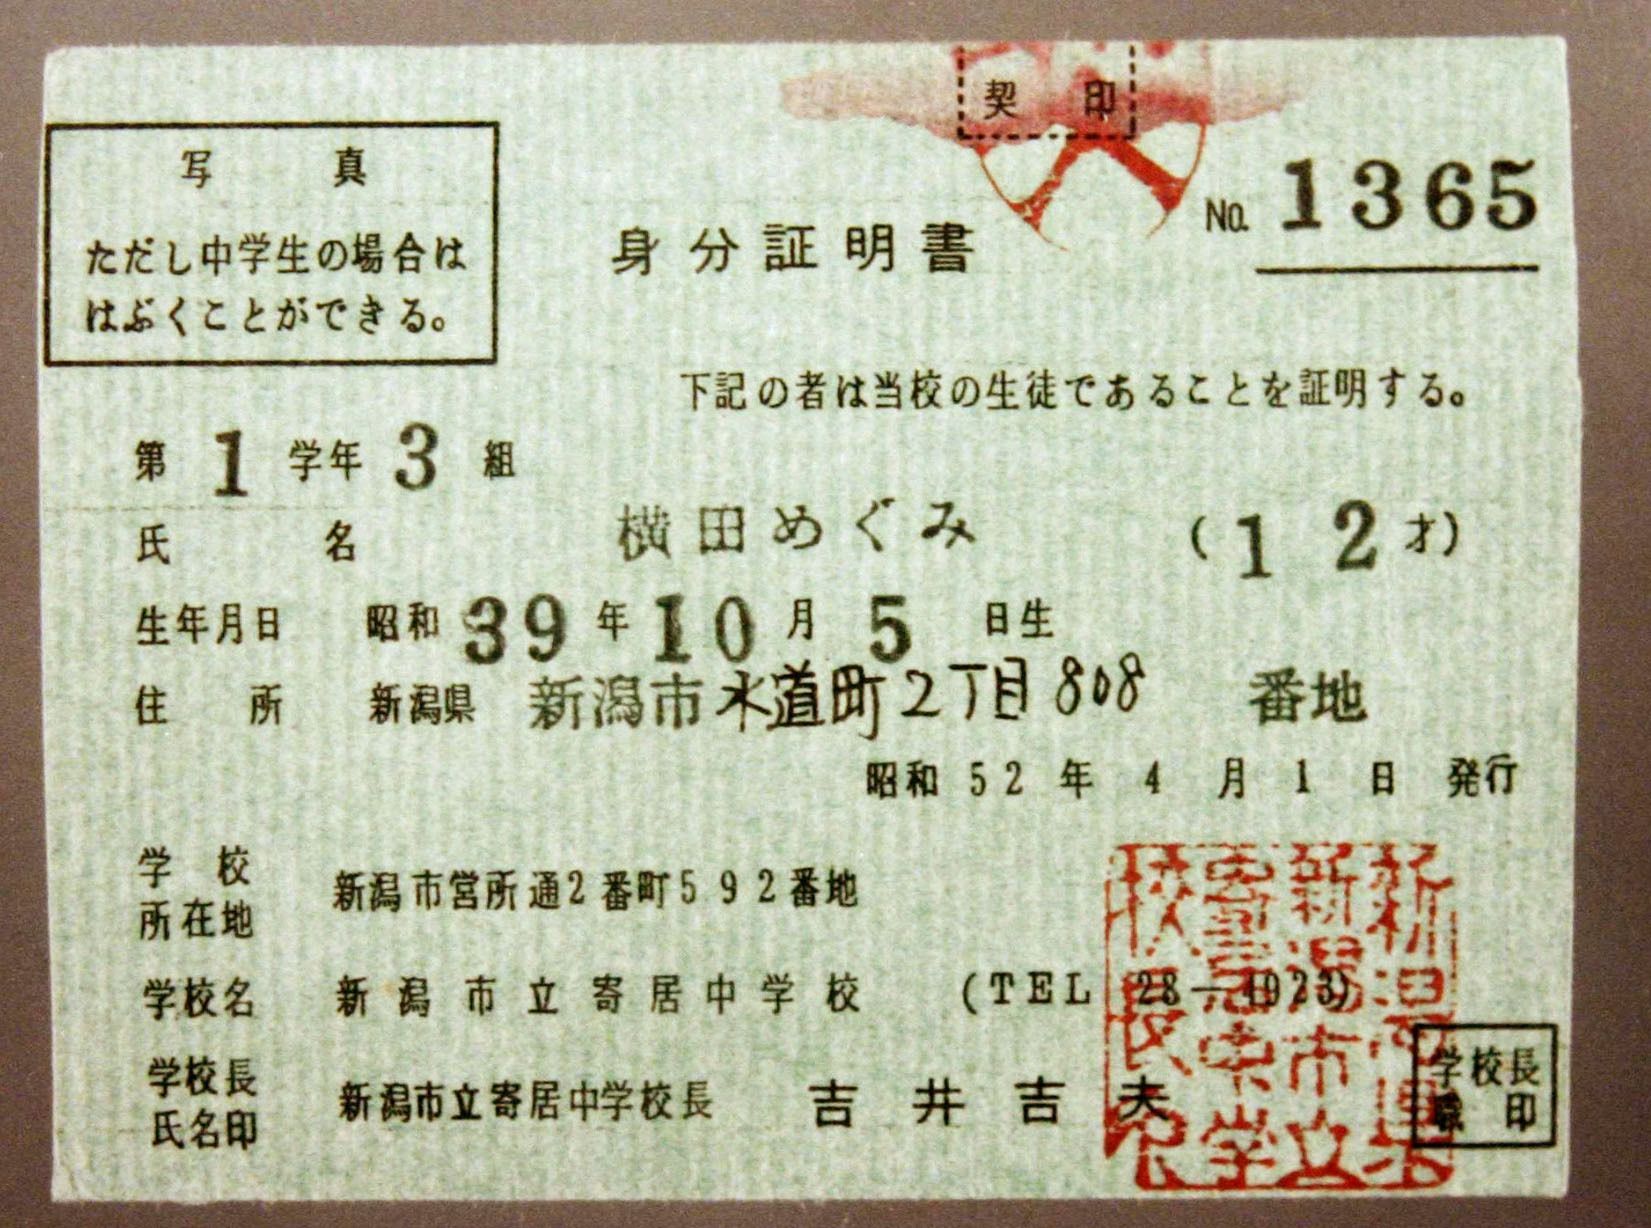 契印
写真
ただし中学生の場合は
はぶくことができる。
身分証明書
No. 1365
下記の者は当校の生徒であることを証明する。
第 1 学年 3 組
氏名 横田めぐみ (12才)
生年月日 昭和39年10月5日生
住所 新潟県 新潟市水道町2丁目808 番地
昭和52年4月1日 発行
学校
所在地 新潟市営所通2番町592番地
学校名 新潟市立寄居中学校 (TEL 28-4923)
学校長
氏名印 新潟市立寄居中学校長 吉井吉夫
学校長
職印